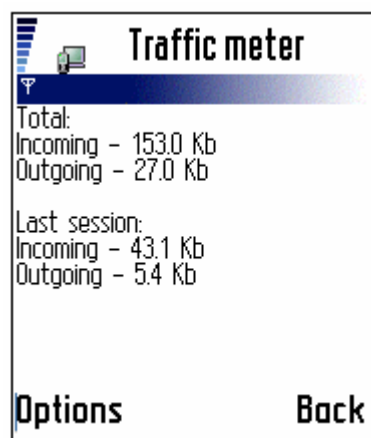 Traffic meter
Total:
Incoming - 153.0 Kb
Outgoing - 27.0 Kb
Last session:
Incoming - 43.1 Kb
Outgoing - 5.4 Kb
Options Back